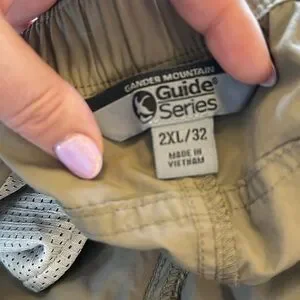 GANDER MOUNTAIN
Guide®
Series
2XL/32
MADE IN
VIETNAM